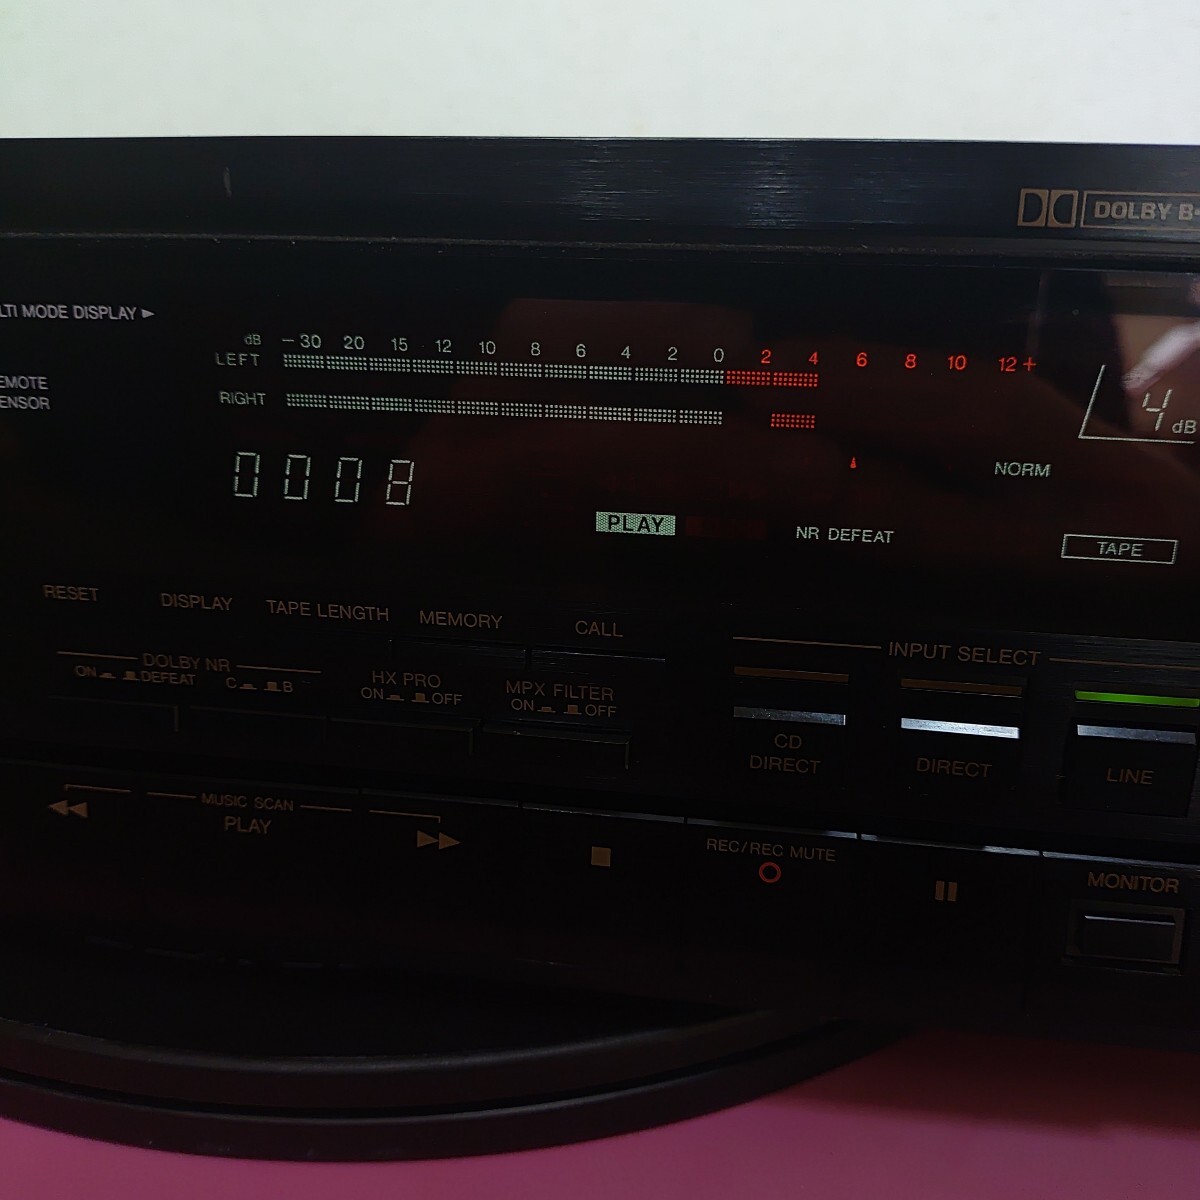 DOLBY B
LTI MODE DISPLAY ►
dB −30 20 15 12 10 8 6 4 2 0 2 4 6 8 10 12+
LEFT
EMOTE
ENSOR
RIGHT
4 dB
0008
NORM
PLAY
NR DEFEAT
TAPE
RESET DISPLAY TAPE LENGTH MEMORY CALL
INPUT SELECT
DOLBY NR
ON DEFEAT C B
HX PRO
ON OFF
MPX FILTER
ON OFF
CD
DIRECT
DIRECT
LINE
MUSIC SCAN
PLAY
REC/REC MUTE
MONITOR